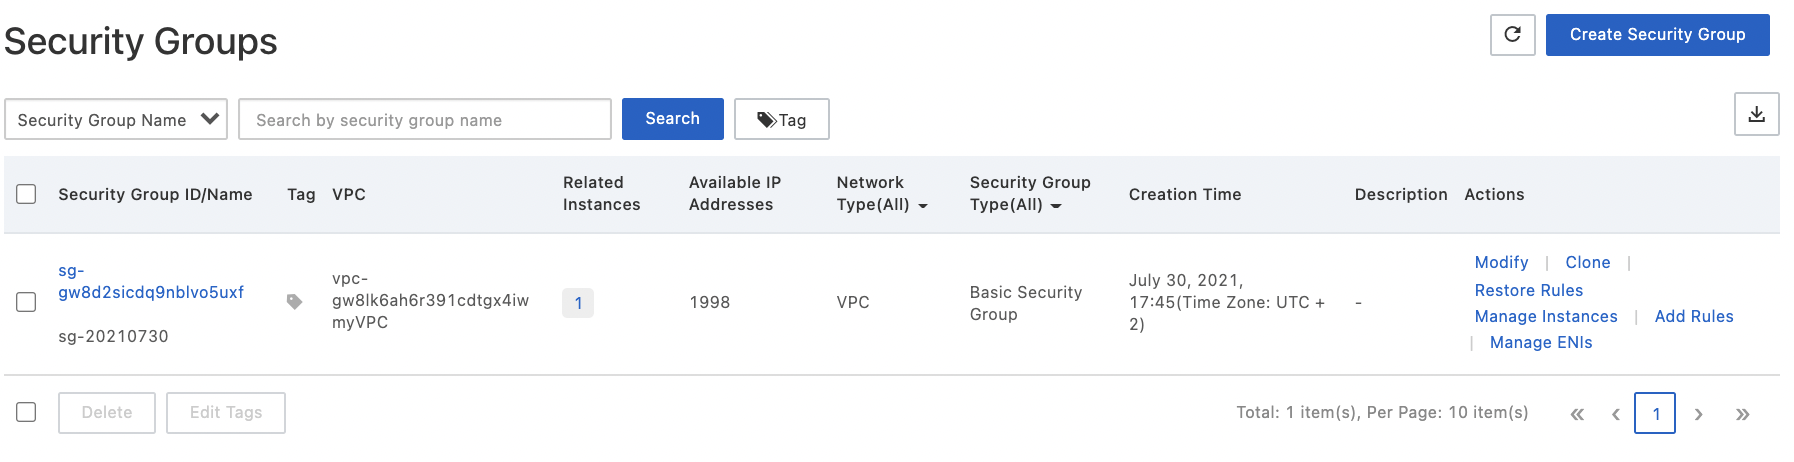 Security Groups
Create Security Group
Security Group Name
Search by security group name
Search
Tag
Security Group ID/Name
Tag
VPC
Related
Instances
Available IP
Addresses
Network
Type(All)
Security Group
Type(All)
Creation Time
Description
Actions
sg-
gw8d2sicdq9nblvo5uxf
sg-20210730
vpc-
gw8lk6ah6r391cdtgx4iw
myVPC
1
1998
VPC
Basic Security
Group
July 30, 2021,
17:45(Time Zone: UTC +
2)
-
Modify | Clone |
Restore Rules
Manage Instances | Add Rules
| Manage ENIs
Delete
Edit Tags
Total: 1 item(s), Per Page: 10 item(s)
« ‹ 1 › »